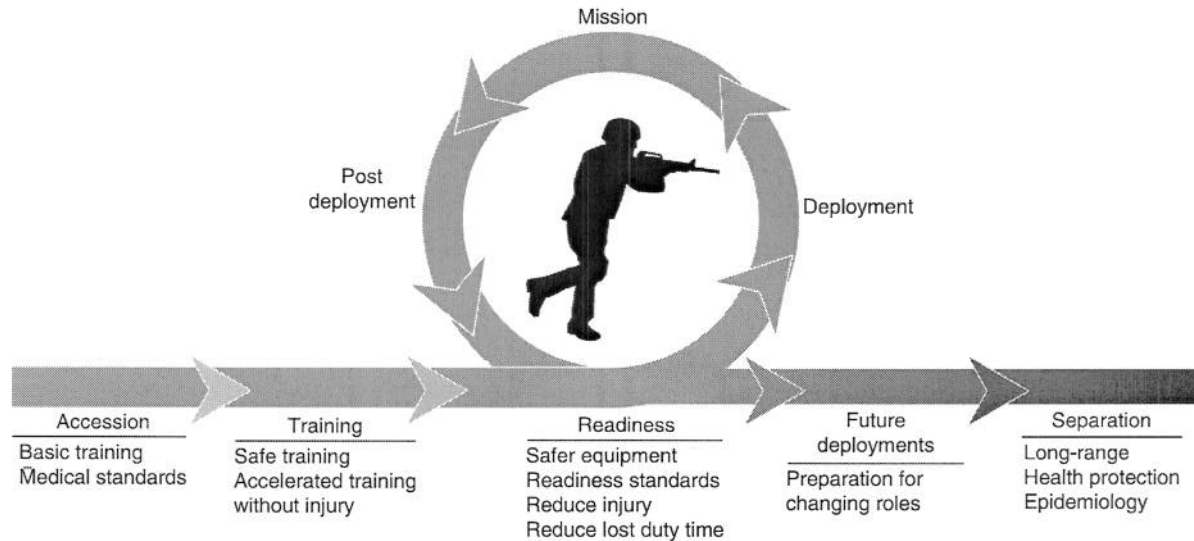 Mission
Post
deployment
Deployment
Accession
Basic training
Medical standards
Training
Safe training
Accelerated training
without injury
Readiness
Safer equipment
Readiness standards
Reduce injury
Reduce lost duty time
Future
deployments
Preparation for
changing roles
Separation
Long-range
Health protection
Epidemiology